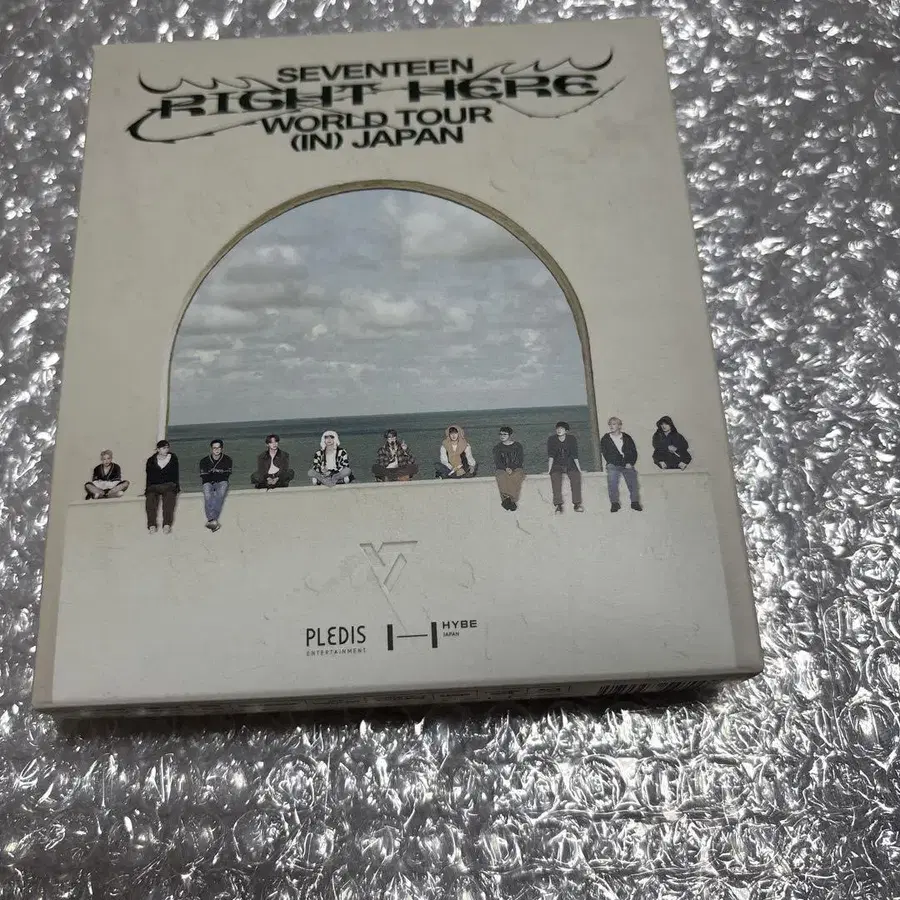 SEVENTEEN
RIGHT HERE
WORLD TOUR
(IN) JAPAN
PLEDIS
ENTERTAINMENT
HYBE
JAPAN